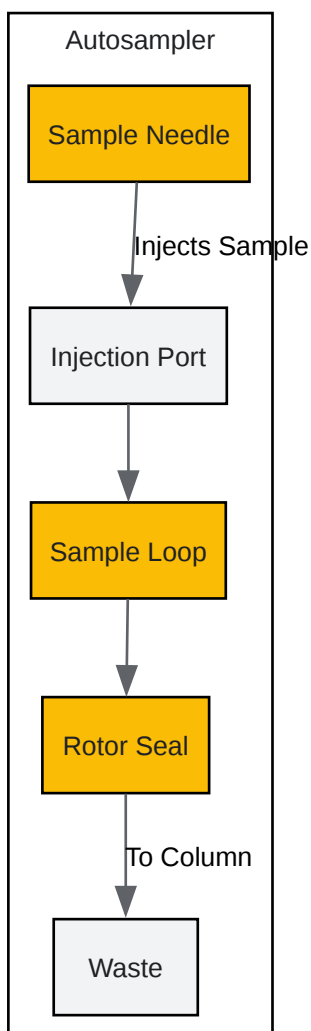 Autosampler
Sample Needle
Injects Sample
Injection Port
Sample Loop
Rotor Seal
To Column
Waste